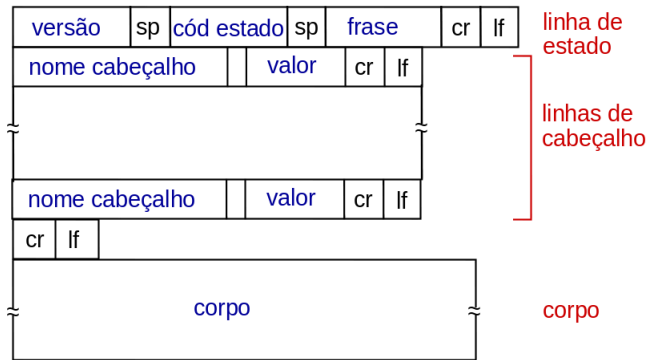 versão sp cód estado sp frase cr lf
linha de
estado
nome cabeçalho valor cr lf
linhas de
cabeçalho
nome cabeçalho valor cr lf
cr lf
corpo
corpo